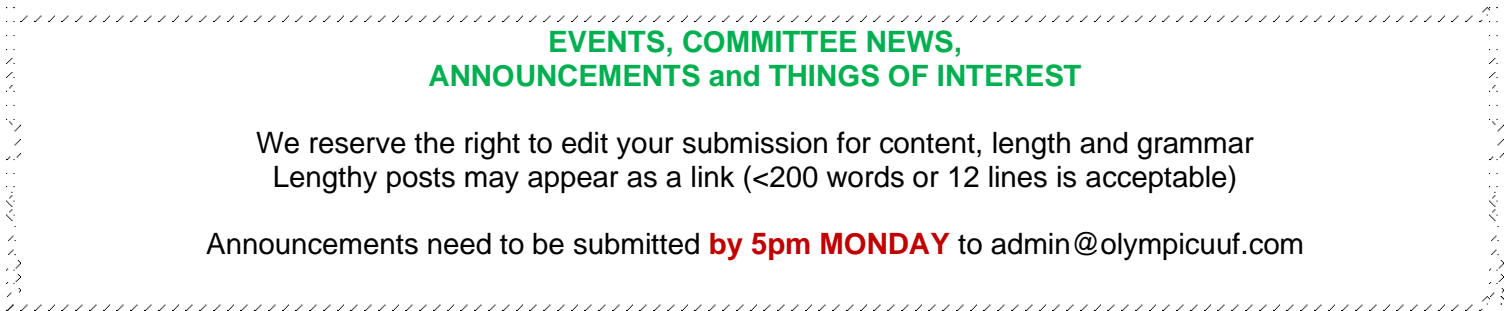 EVENTS, COMMITTEE NEWS,
ANNOUNCEMENTS and THINGS OF INTEREST
We reserve the right to edit your submission for content, length and grammar
Lengthy posts may appear as a link (<200 words or 12 lines is acceptable)
Announcements need to be submitted by 5pm MONDAY to admin@olympicuuf.com